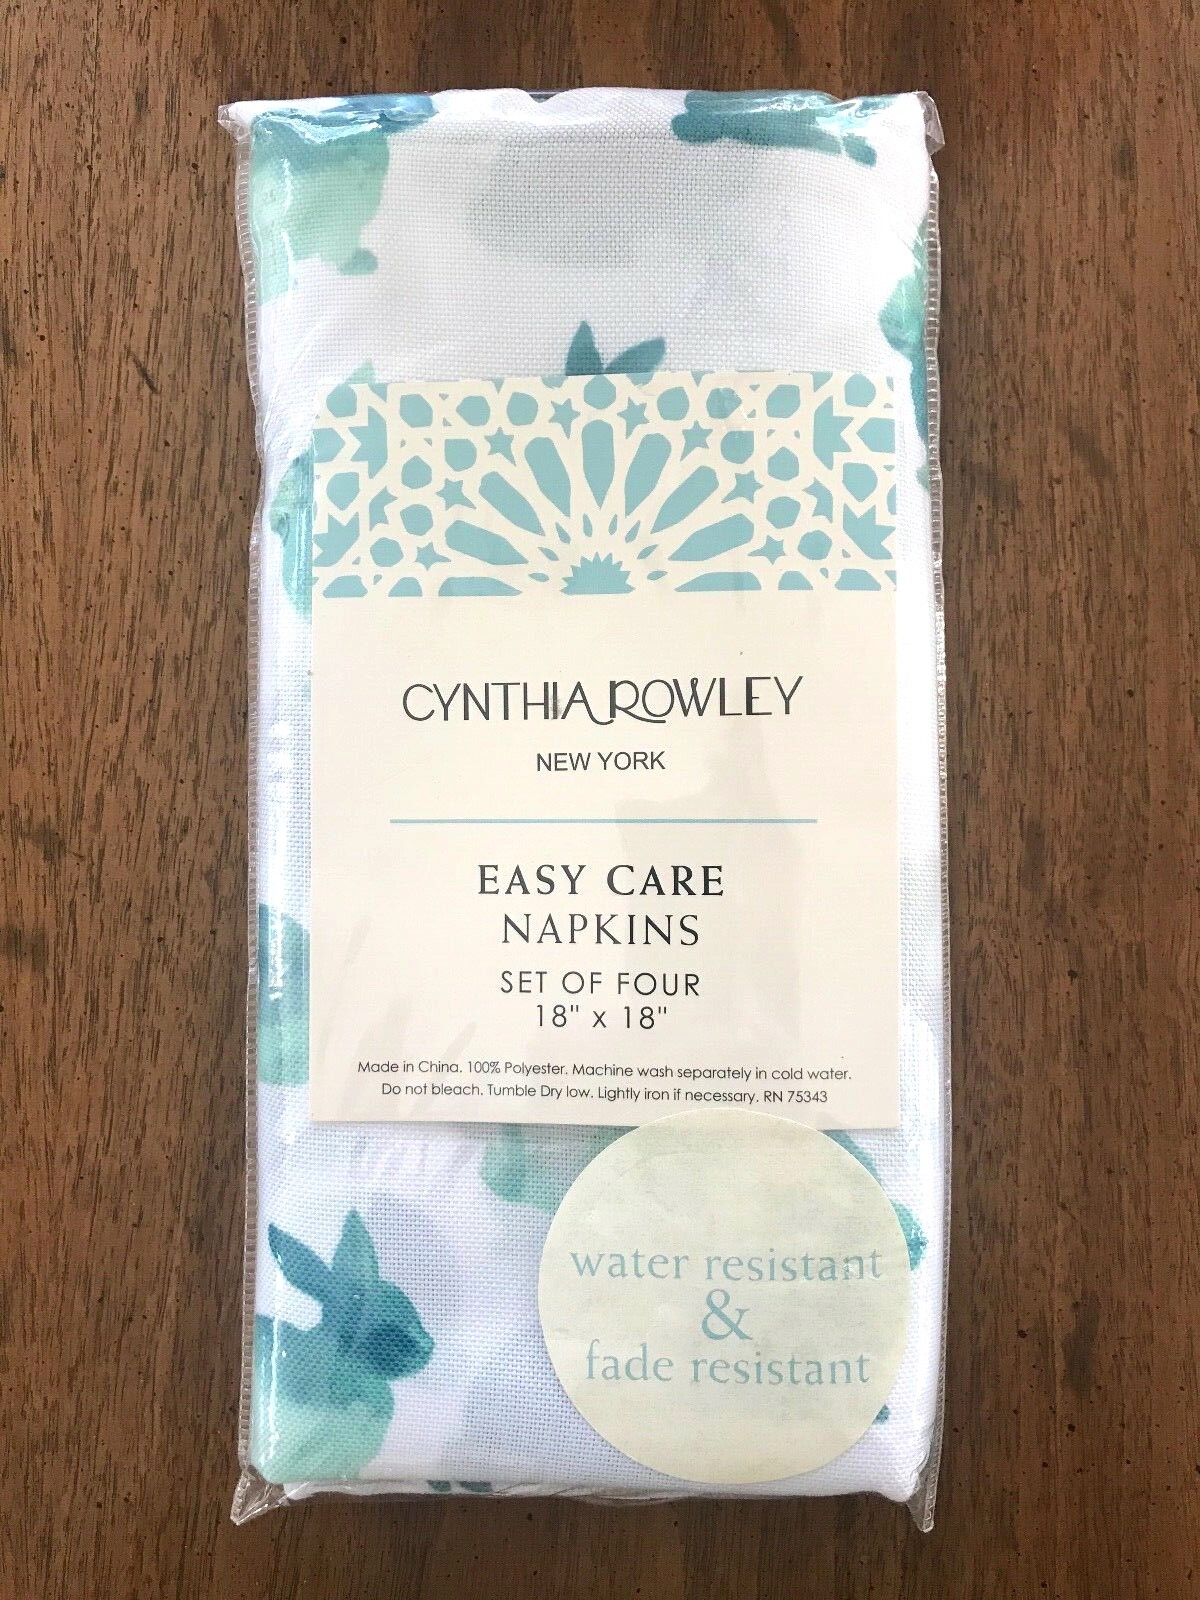 CYNTHIA ROWLEY
NEW YORK
EASY CARE
NAPKINS
SET OF FOUR
18" x 18"
Made in China. 100% Polyester. Machine wash separately in cold water.
Do not bleach. Tumble Dry low. Lightly iron if necessary. RN 75343
water resistant
&
fade resistant